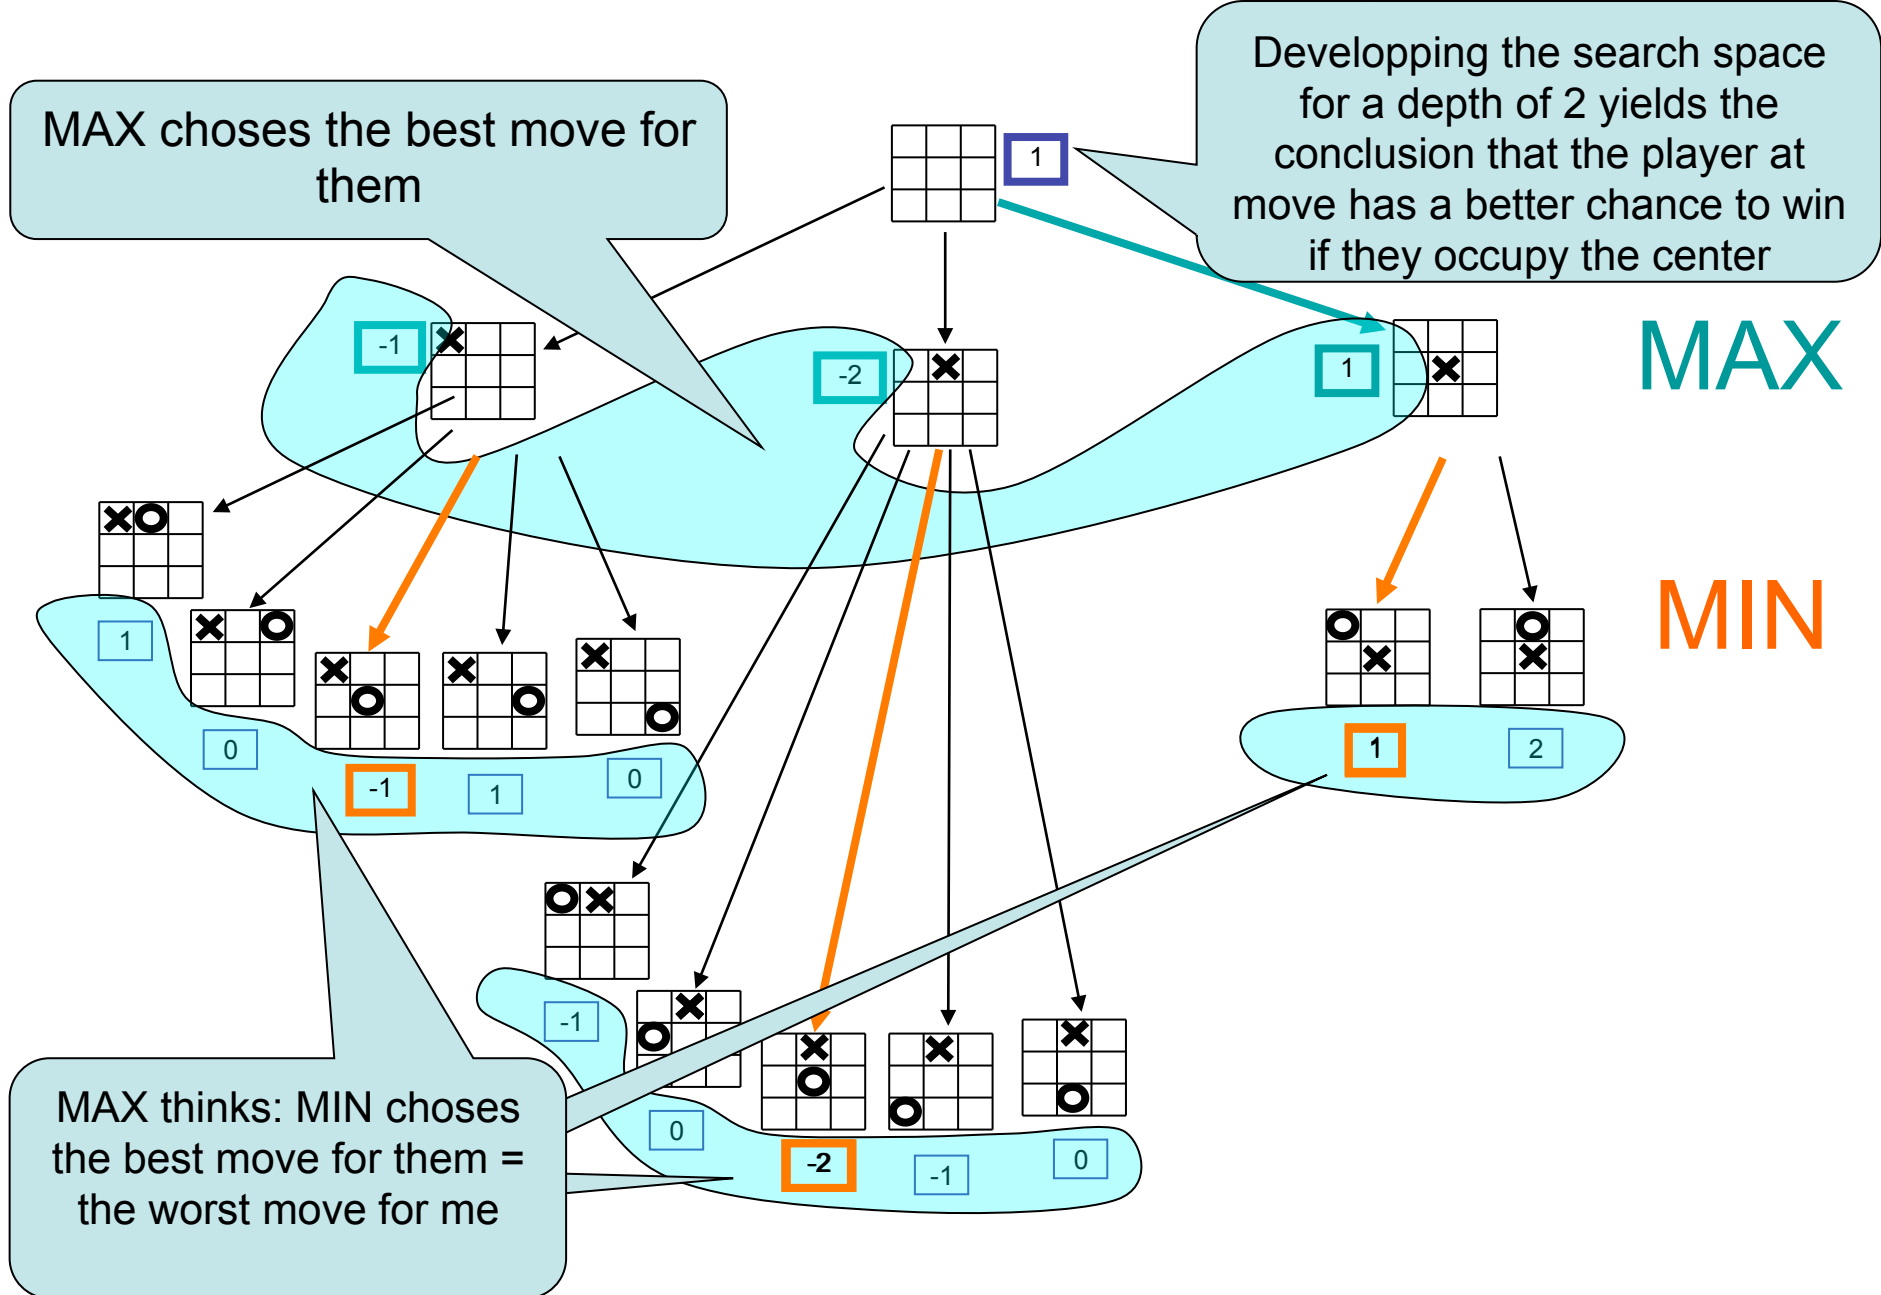 Developping the search space
for a depth of 2 yields the
conclusion that the player at
move has a better chance to win
if they occupy the center
MAX choses the best move for
them
1
-1
-2
1
MAX
MIN
1
0
-1
1
0
1
2
-1
0
-2
-1
0
MAX thinks: MIN choses
the best move for them =
the worst move for me